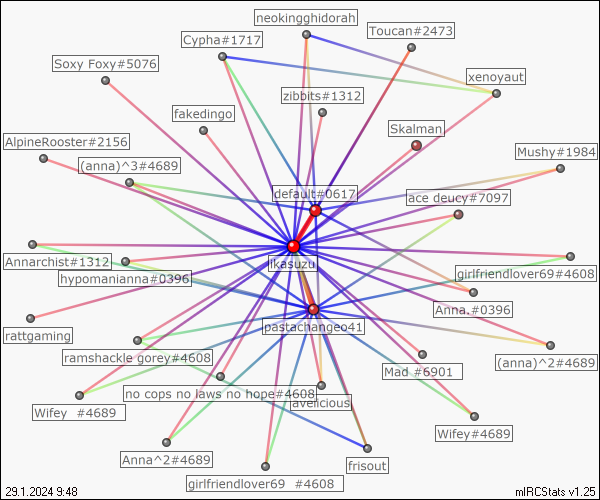 neokingghidorah
Toucan#2473
Cypha#1717
Soxy Foxy#5076
xenoyaut
zibbits#1312
fakedingo
Skalman
AlpineRooster#2156
Mushy#1984
(anna)^3#4689
default#0617
ace deucy#7097
ikasuzu
Annarchist#1312
girlfriendlover69#4608
hypomanianna#0396
Anna.#0396
rattgaming
pastachangeo41
ramshackle gorey#4608
(anna)^2#4689
Mad #6901
no cops no laws no hope#4608
avelicious
Wifey #4689
Wifey#4689
Anna^2#4689
frisout
girlfriendlover69 #4608
29.1.2024 9:48
mIRCStats v1.25